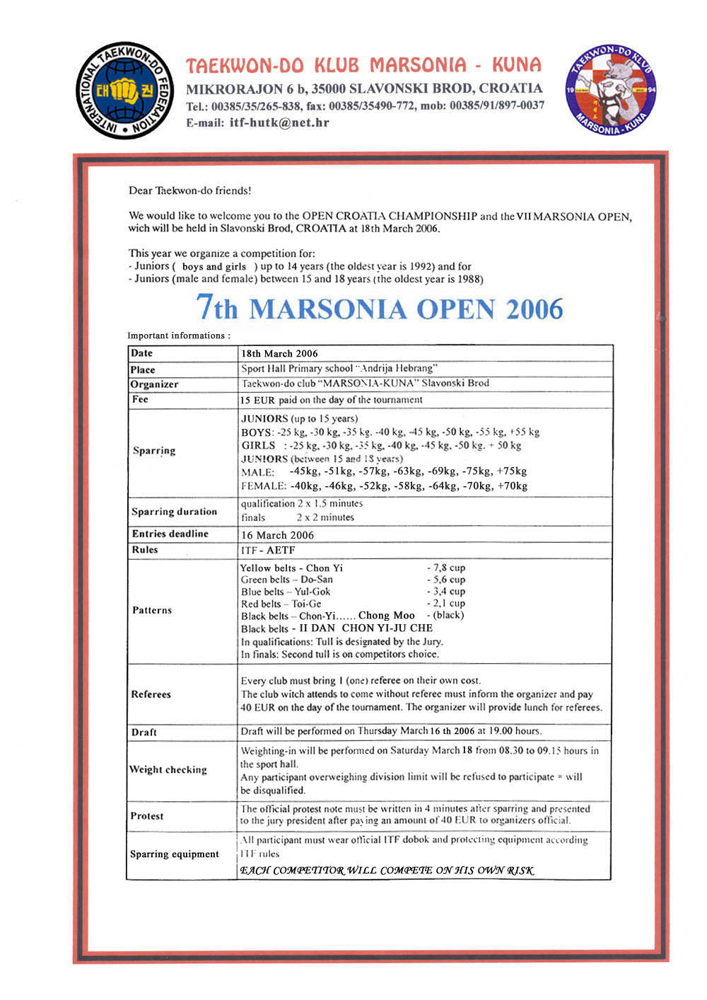 INTERNATIONAL TAEKWON-DO FEDERATION
태 권
TAEKWON-DO KLUB MARSONIA - KUNA
MIKRORAJON 6 b, 35000 SLAVONSKI BROD, CROATIA
Tel.: 00385/35/265-838, fax: 00385/35490-772, mob: 00385/91/897-0037
E-mail: itf-hutk@net.hr
TAEKWON-DO KLUB
19 94
MARSONIA-KUNA
Dear Taekwon-do friends!
We would like to welcome you to the OPEN CROATIA CHAMPIONSHIP and the VII MARSONIA OPEN,
wich will be held in Slavonski Brod, CROATIA at 18th March 2006.
This year we organize a competition for:
- Juniors ( boys and girls ) up to 14 years (the oldest year is 1992) and for
- Juniors (male and female) between 15 and 18 years (the oldest year is 1988)
7th MARSONIA OPEN 2006
Important informations :
Date 18th March 2006
Place Sport Hall Primary school "Andrija Hebrang"
Organizer Taekwon-do club "MARSONIA-KUNA" Slavonski Brod
Fee 15 EUR paid on the day of the tournament
Sparring
JUNIORS (up to 15 years)
BOYS: -25 kg, -30 kg, -35 kg. -40 kg, -45 kg, -50 kg, -55 kg, +55 kg
GIRLS : -25 kg, -30 kg, -35 kg, -40 kg, -45 kg, -50 kg. + 50 kg
JUNIORS (between 15 and 18 years)
MALE: -45kg, -51kg, -57kg, -63kg, -69kg, -75kg, +75kg
FEMALE: -40kg, -46kg, -52kg, -58kg, -64kg, -70kg, +70kg
Sparring duration
qualification 2 x 1.5 minutes
finals 2 x 2 minutes
Entries deadline 16 March 2006
Rules ITF - AETF
Patterns
Yellow belts - Chon Yi - 7,8 cup
Green belts – Do-San - 5,6 cup
Blue belts – Yul-Gok - 3,4 cup
Red belts – Toi-Ge - 2,1 cup
Black belts – Chon-Yi...... Chong Moo - (black)
Black belts - II DAN CHON YI-JU CHE
In qualifications: Tull is designated by the Jury.
In finals: Second tull is on competitors choice.
Referees
Every club must bring 1 (one) referee on their own cost.
The club witch attends to come without referee must inform the organizer and pay
40 EUR on the day of the tournament. The organizer will provide lunch for referees.
Draft Draft will be performed on Thursday March 16 th 2006 at 19.00 hours.
Weight checking
Weighting-in will be performed on Saturday March 18 from 08.30 to 09.15 hours in
the sport hall.
Any participant overweighing division limit will be refused to participate = will
be disqualified.
Protest
The official protest note must be written in 4 minutes after sparring and presented
to the jury president after paying an amount of 40 EUR to organizers official.
Sparring equipment
All participant must wear official ITF dobok and protecting equipment according
ITF rules
EACH COMPETITOR WILL COMPETE ON HIS OWN RISK